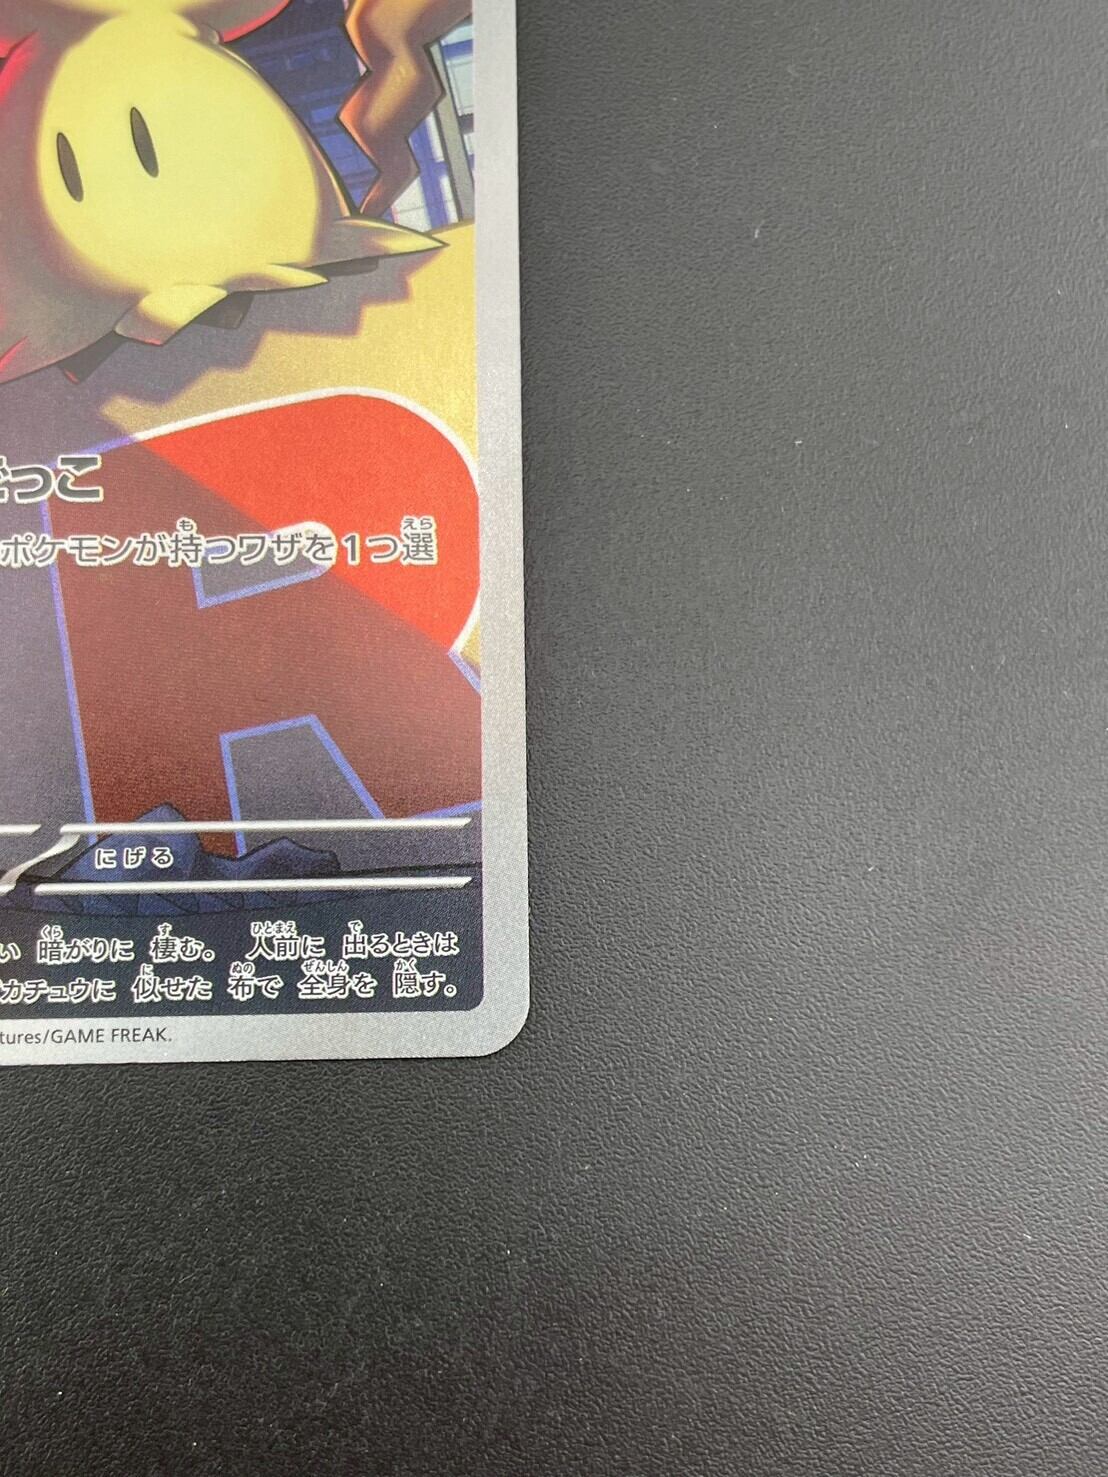 ごっこ
ポケモンが持つワザを1つ選
にげる
い 暗がりに 棲む。 人前に 出るときは
カチュウに 似せた 布で 全身を 隠す。
tures/GAME FREAK.